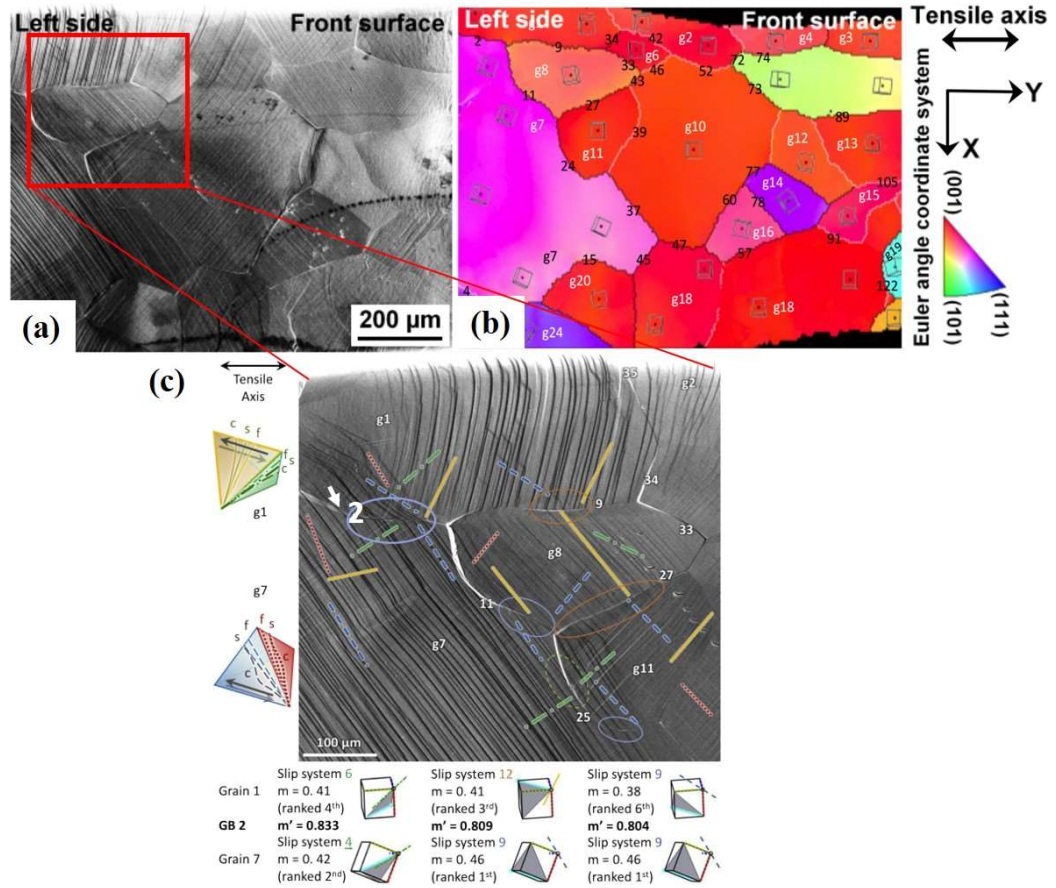 Left side
Front surface
200 µm
(a)
Left side
Front surface
2
9
34
42
g2
74
g4
g3
g6
33
46
43
52
72
73
g8
11
27
g7
39
g11
g10
24
89
g12
g13
77
g14
105
g15
60
78
37
g16
91
47
57
g19
g7
15
45
4
g20
g18
g18
122
g24
(b)
Tensile axis
Euler angle coordinate system
Y
X
(001)
(101)
(111)
(c)
Tensile
Axis
c s f
f
s
c
g1
g7
f f s
s
c
c
35
g2
g1
34
2
9
33
g8
27
11
g7
g11
25
100 µm
Grain 1
Slip system 6
m = 0. 41
(ranked 4th)
Slip system 12
m = 0. 41
(ranked 3rd)
Slip system 9
m = 0. 38
(ranked 6th)
GB 2
m' = 0.833
m' = 0.809
m' = 0.804
Grain 7
Slip system 4
m = 0. 42
(ranked 2nd)
Slip system 9
m = 0. 46
(ranked 1st)
Slip system 9
m = 0. 46
(ranked 1st)